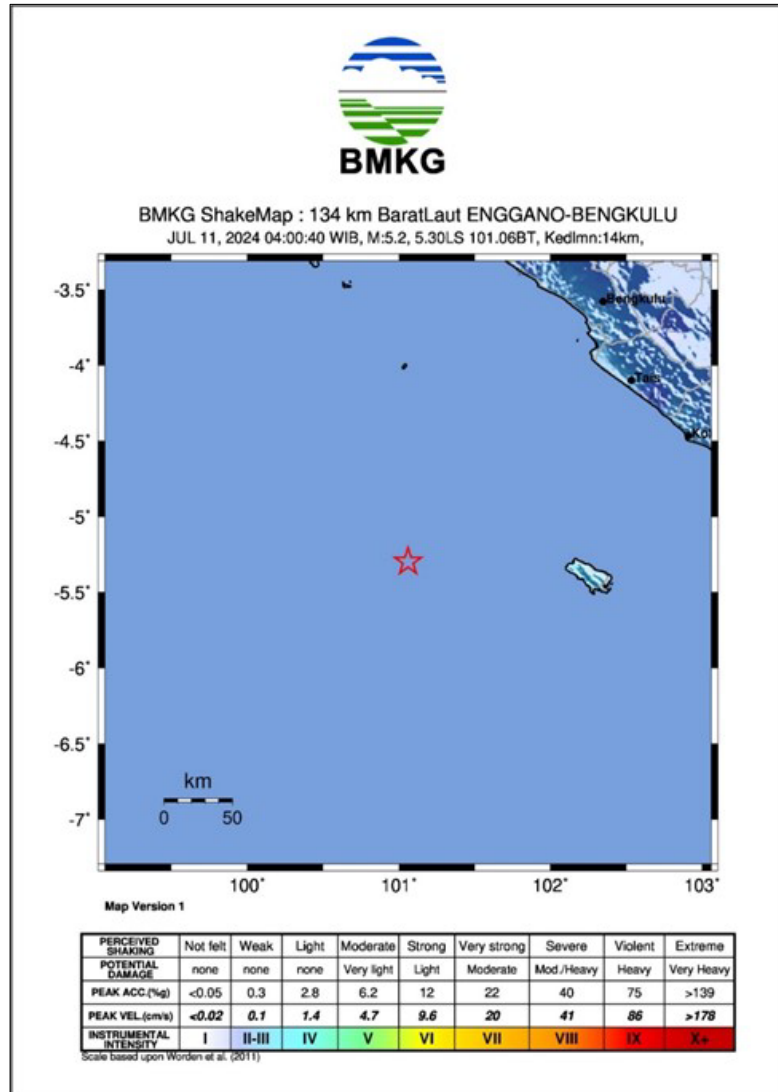 BMKG
BMKG ShakeMap : 134 km BaratLaut ENGGANO-BENGKULU
JUL 11, 2024 04:00:40 WIB, M:5.2, 5.30LS 101.06BT, Kedlmn:14km,
-3.5°
Bengkulu
-4°
Tais
-4.5°
Ko
-5°
-5.5°
-6°
-6.5°
km
0 50
-7°
100° 101° 102° 103°
Map Version 1
PERCEIVED SHAKING Not felt Weak Light Moderate Strong Very strong Severe Violent Extreme
POTENTIAL DAMAGE none none none Very light Light Moderate Mod./Heavy Heavy Very Heavy
PEAK ACC.(%g) <0.05 0.3 2.8 6.2 12 22 40 75 >139
PEAK VEL.(cm/s) <0.02 0.1 1.4 4.7 9.6 20 41 86 >178
INSTRUMENTAL INTENSITY I II-III IV V VI VII VIII IX X+
Scale based upon Worden et al. (2011)